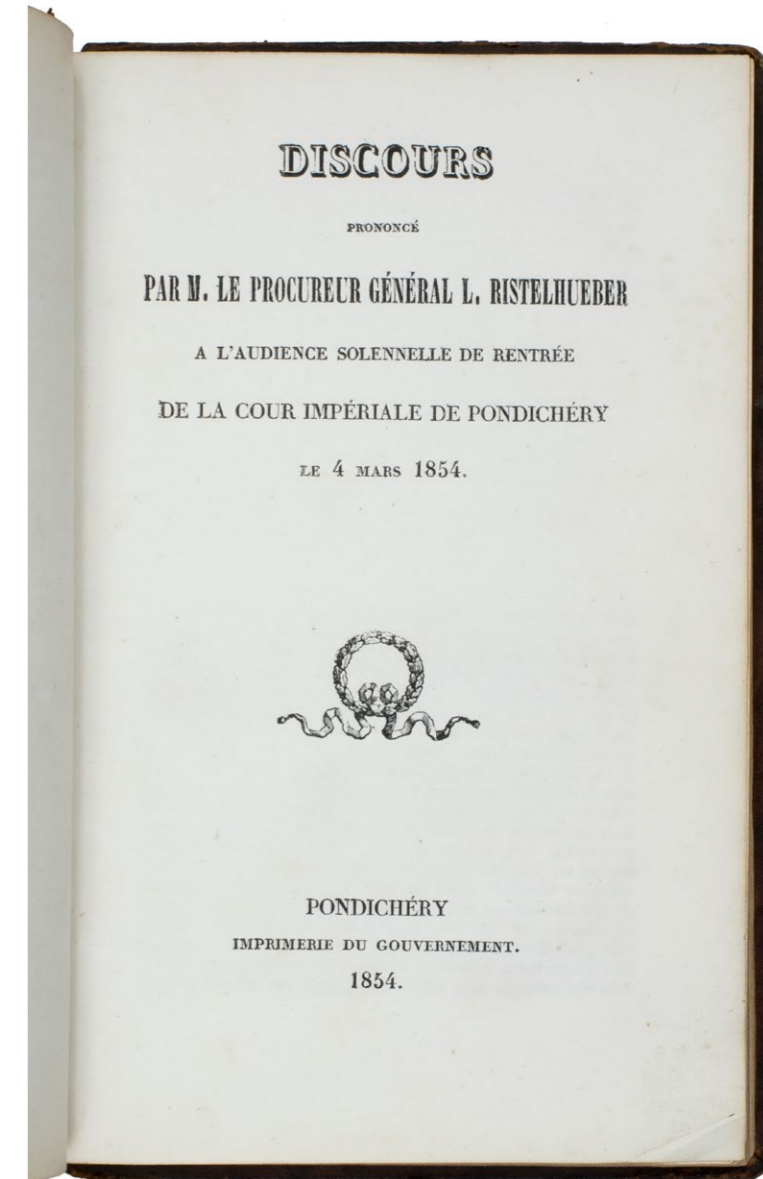 DISCOURS
PRONONCÉ
PAR M. LE PROCUREUR GÉNÉRAL L. RISTELHUEBER
A L'AUDIENCE SOLENNELLE DE RENTRÉE
DE LA COUR IMPÉRIALE DE PONDICHÉRY
LE 4 MARS 1854.
PONDICHÉRY
IMPRIMERIE DU GOUVERNEMENT.
1854.